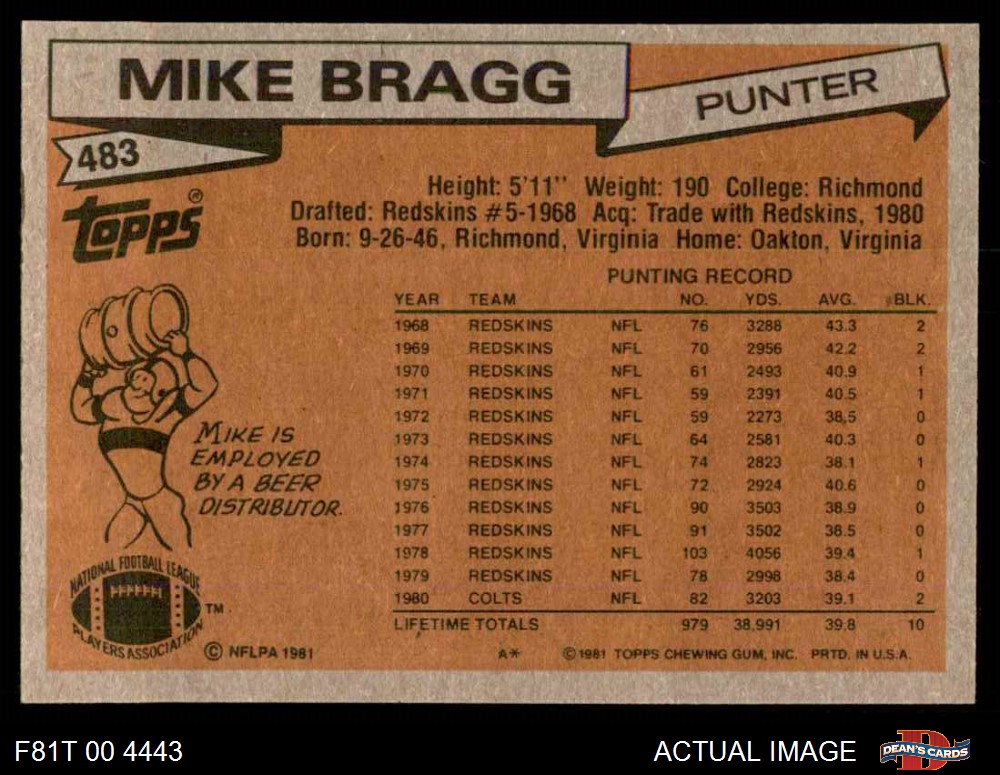 MIKE BRAGG
PUNTER
483
Topps®
Height: 5'11" Weight: 190 College: Richmond
Drafted: Redskins #5-1968 Acq: Trade with Redskins, 1980
Born: 9-26-46, Richmond, Virginia Home: Oakton, Virginia
PUNTING RECORD
YEAR TEAM NO. YDS. AVG. BLK.
1968 REDSKINS NFL 76 3288 43.3 2
1969 REDSKINS NFL 70 2956 42.2 2
1970 REDSKINS NFL 61 2493 40.9 1
1971 REDSKINS NFL 59 2391 40.5 1
1972 REDSKINS NFL 59 2273 38.5 0
1973 REDSKINS NFL 64 2581 40.3 0
1974 REDSKINS NFL 74 2823 38.1 1
1975 REDSKINS NFL 72 2924 40.6 0
1976 REDSKINS NFL 90 3503 38.9 0
1977 REDSKINS NFL 91 3502 38.5 0
1978 REDSKINS NFL 103 4056 39.4 1
1979 REDSKINS NFL 78 2998 38.4 0
1980 COLTS NFL 82 3203 39.1 2
LIFETIME TOTALS 979 38,991 39.8 10
MIKE IS
EMPLOYED
BY A BEER
DISTRIBUTOR.
NATIONAL FOOTBALL LEAGUE
PLAYERS ASSOCIATION
TM
© NFLPA 1981
A* © 1981 TOPPS CHEWING GUM, INC. PRTD. IN U.S.A.
F81T 00 4443
ACTUAL IMAGE
DEAN'S CARDS